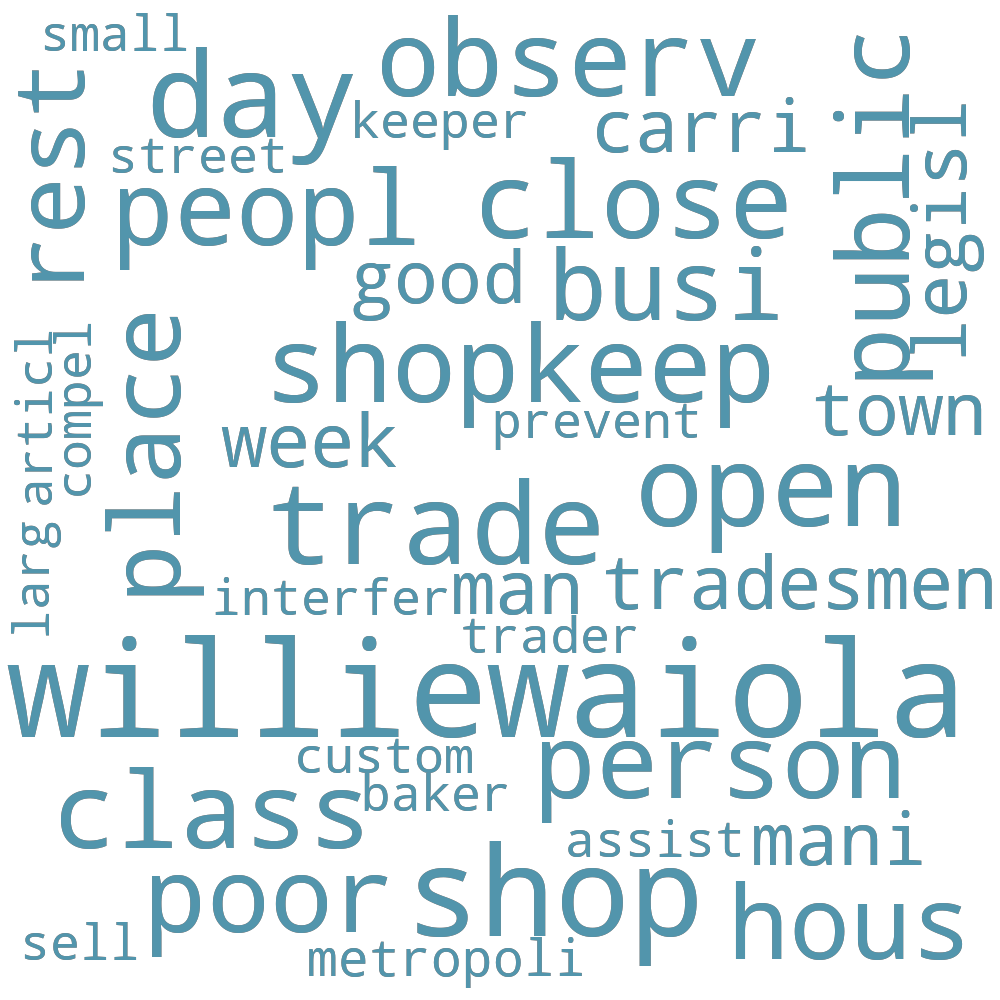 small
observ
day
public
rest
keeper
carri
legisl
street
peopl
close
good
busi
place
shopkeep
articl
compel
town
prevent
week
open
trade
larg
interfer
man
tradesmen
trader
williewaiola
custom
person
class
baker
assist
mani
poor
shop
hous
sell
metropoli